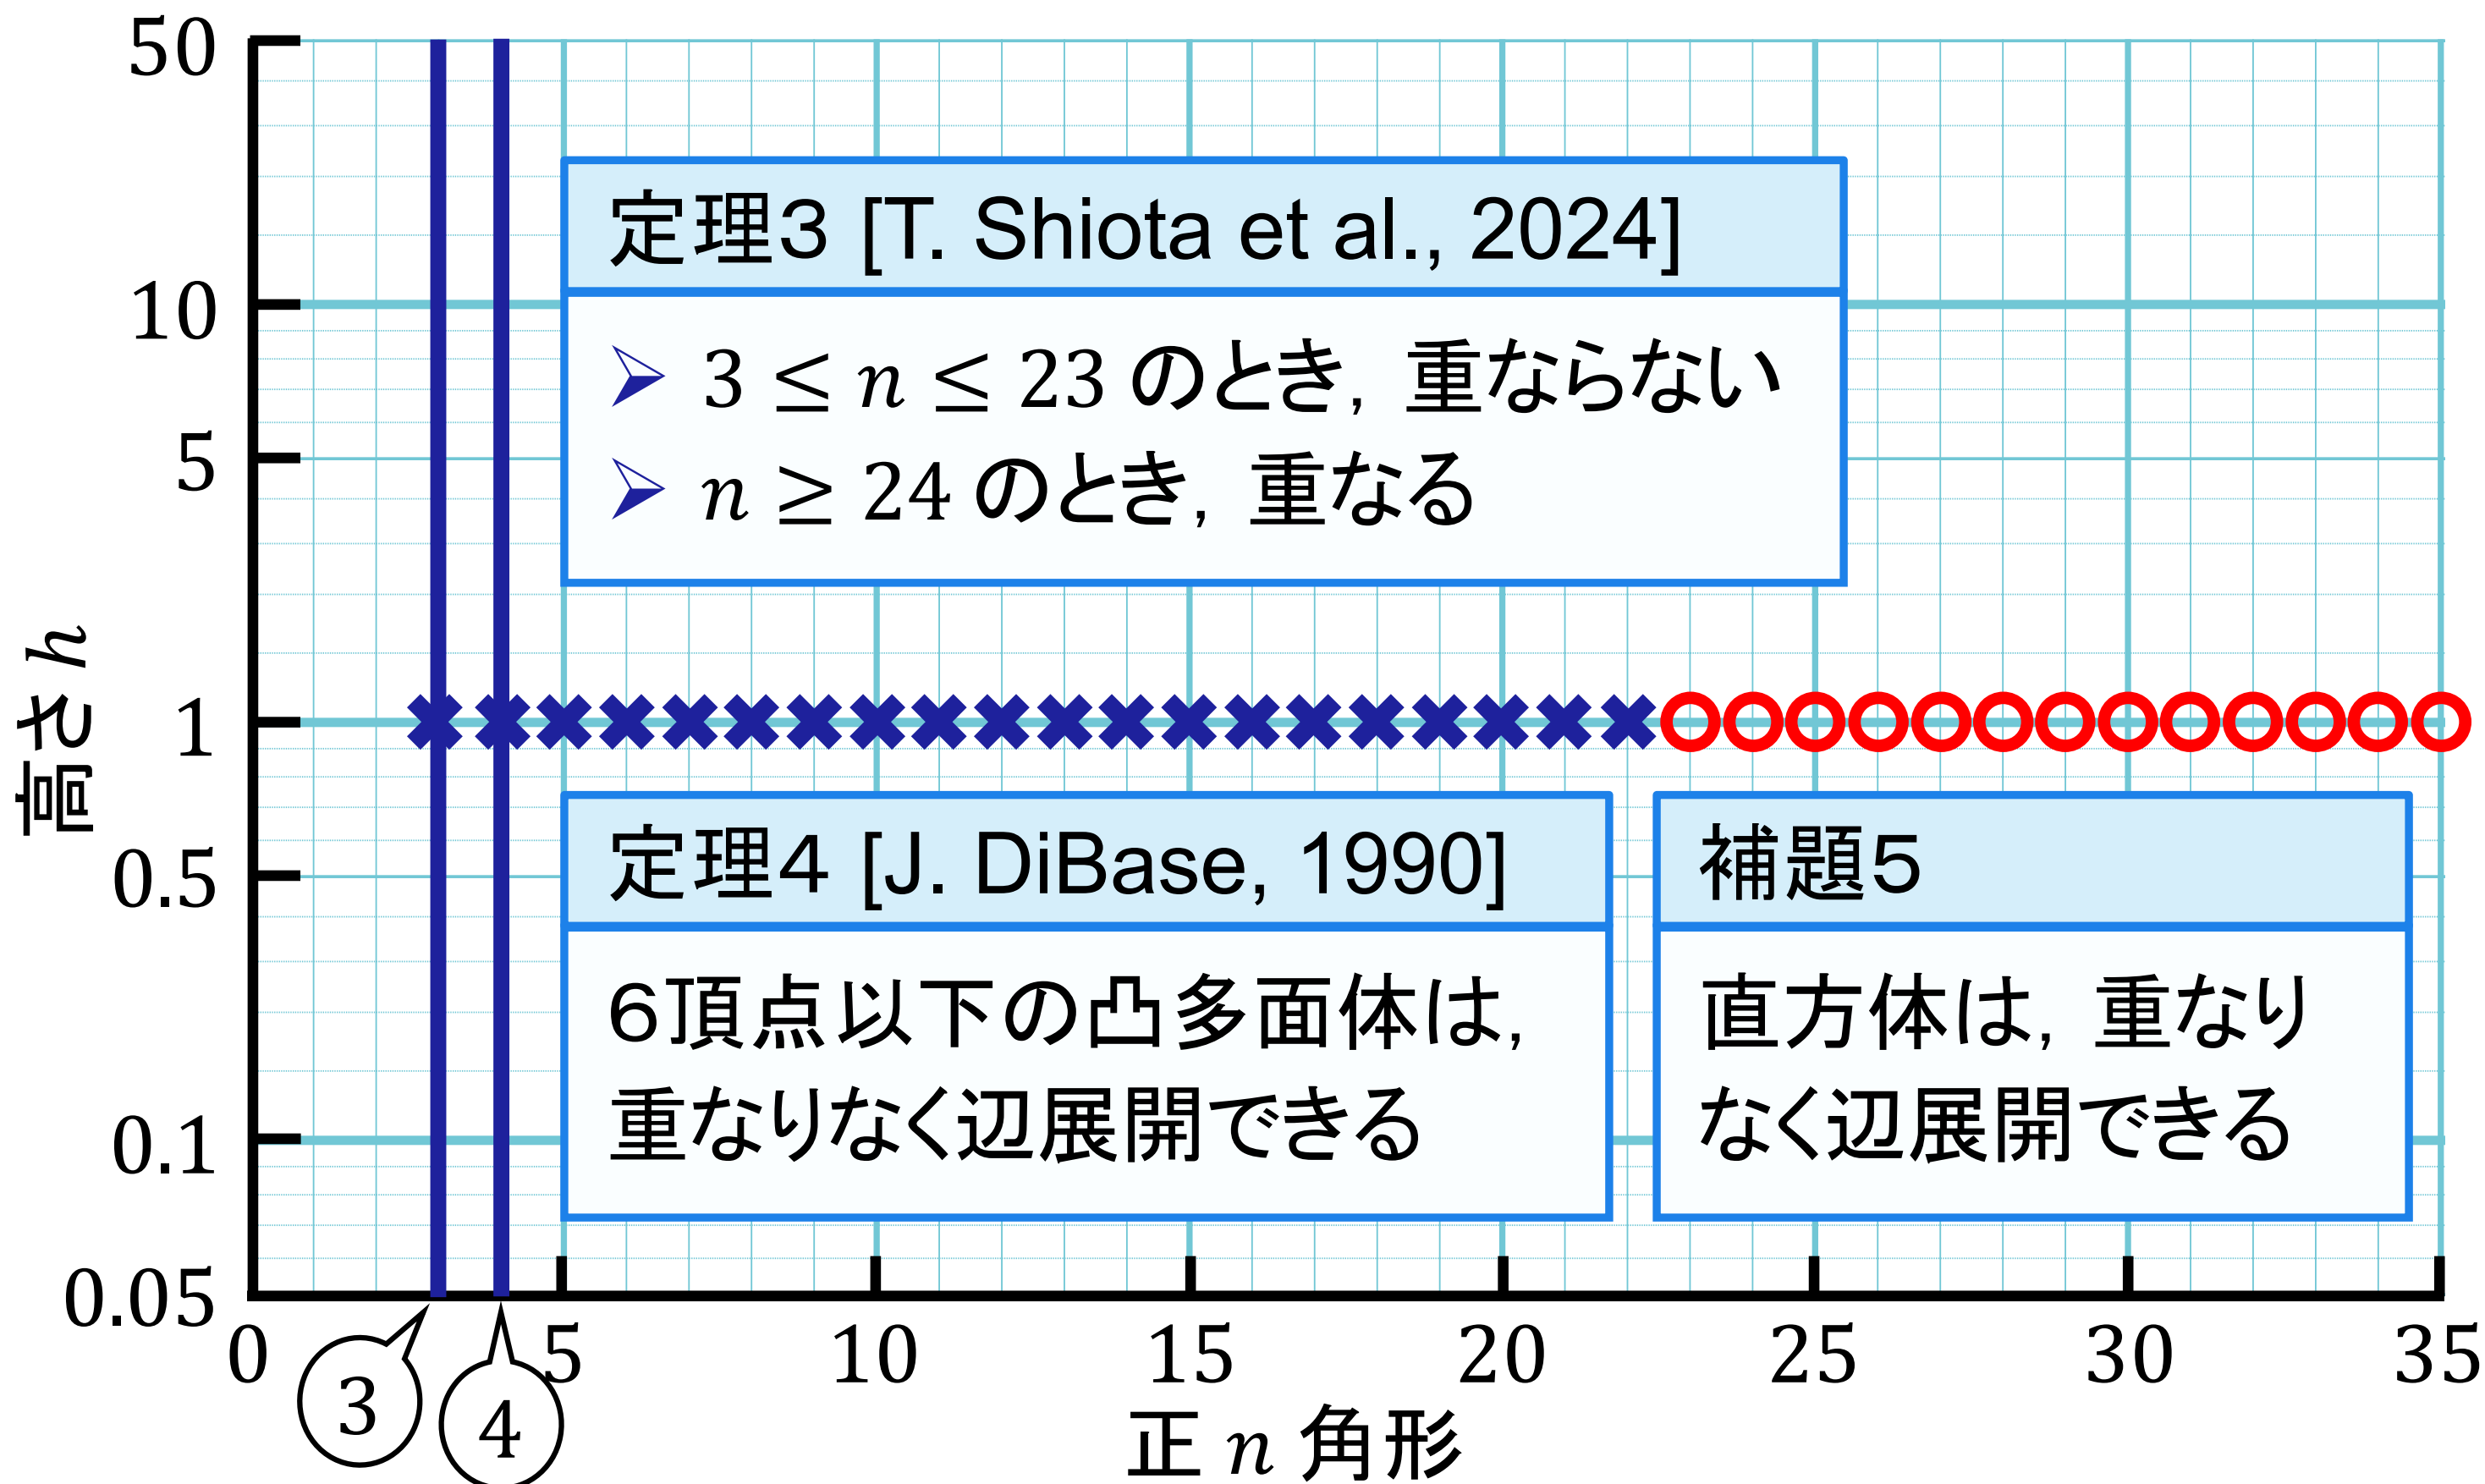 50
10
5
1
0.5
0.1
0.05
高さ h
定理3 [T. Shiota et al., 2024]
3 ≤ n ≤ 23 のとき, 重ならない
n ≥ 24 のとき, 重なる
定理4 [J. DiBase, 1990]
6頂点以下の凸多面体は,
重なりなく辺展開できる
補題5
直方体は, 重なり
なく辺展開できる
0 5 10 15 20 25 30 35
3
4
正 n 角形